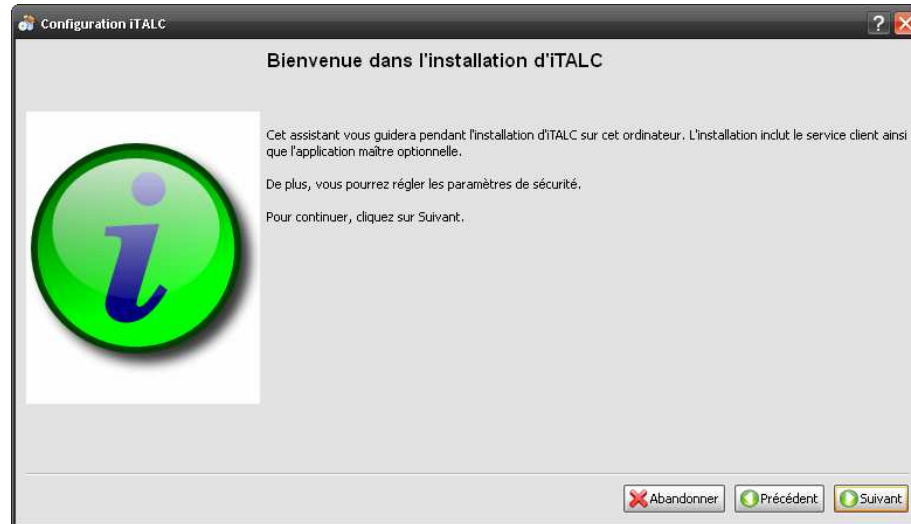 Configuration iTALC
Bienvenue dans l'installation d'iTALC
Cet assistant vous guidera pendant l'installation d'iTALC sur cet ordinateur. L'installation inclut le service client ainsi
que l'application maître optionnelle.
De plus, vous pourrez régler les paramètres de sécurité.
Pour continuer, cliquez sur Suivant.
Abandonner
Précédent
Suivant